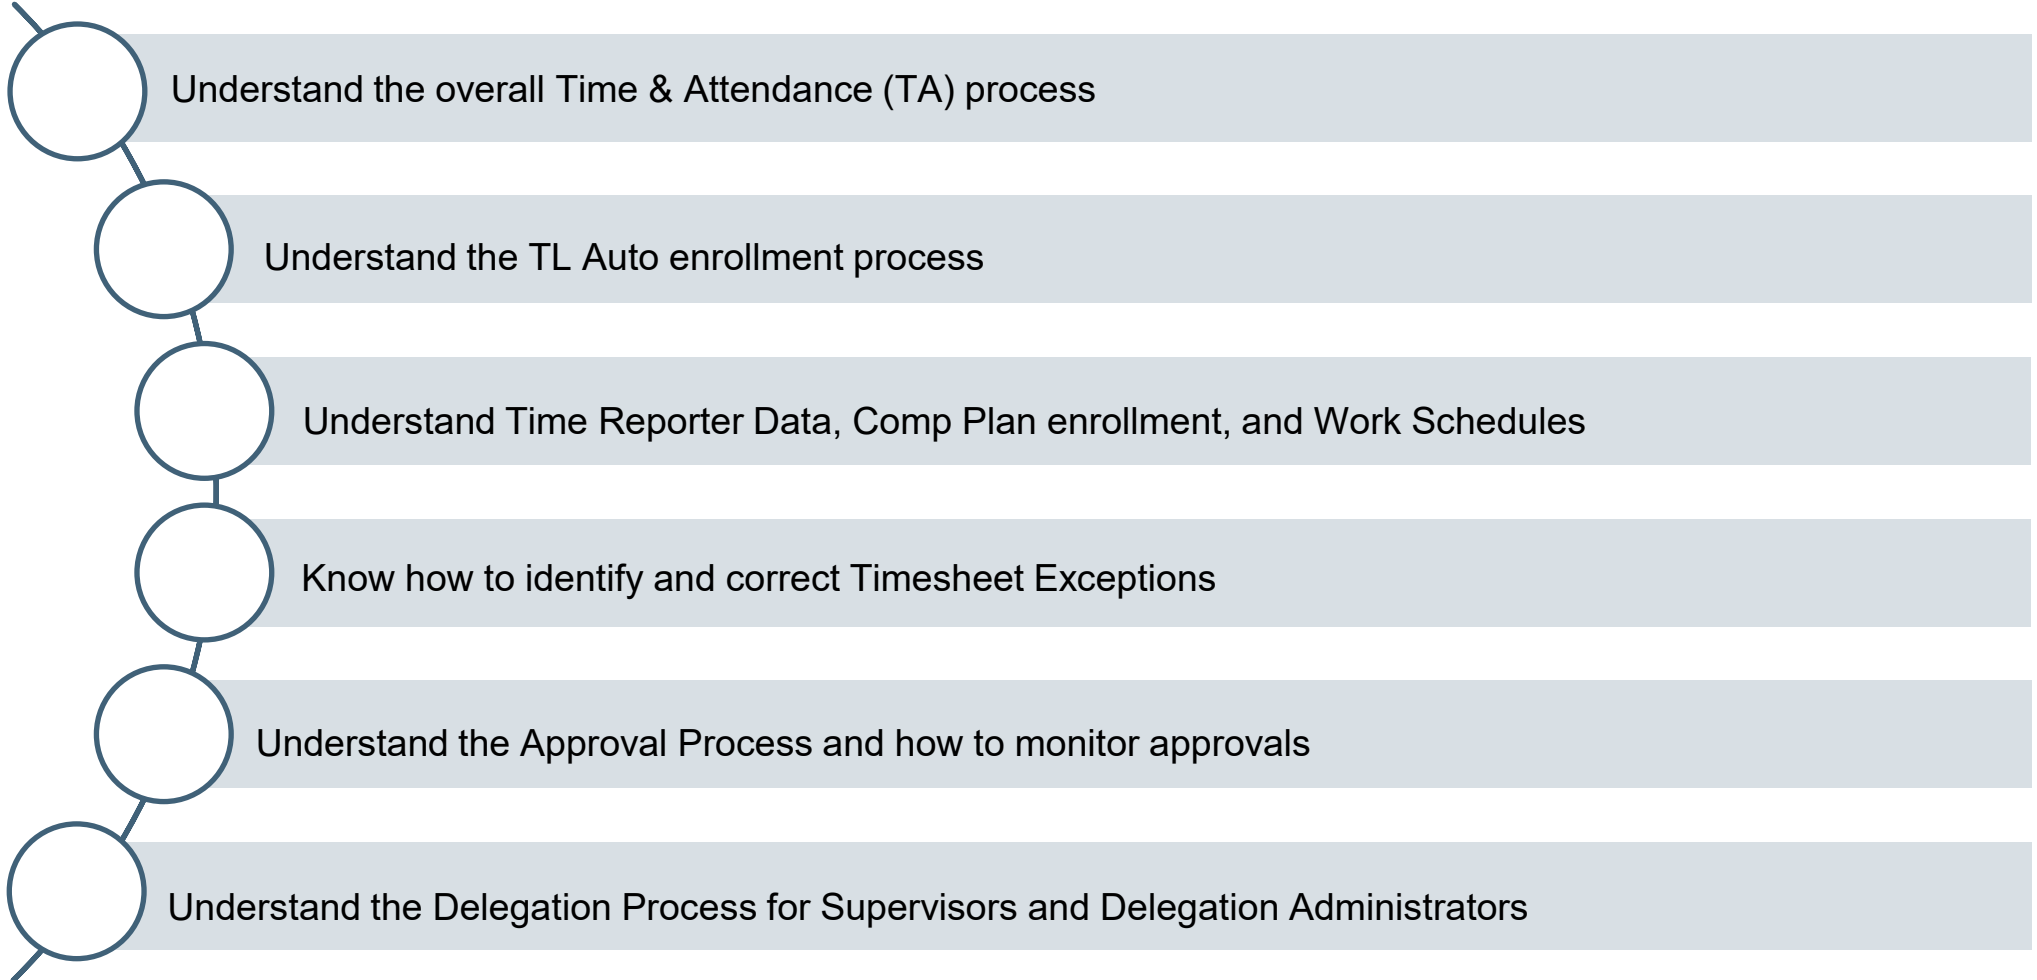 Understand the overall Time & Attendance (TA) process
Understand the TL Auto enrollment process
Understand Time Reporter Data, Comp Plan enrollment, and Work Schedules
Know how to identify and correct Timesheet Exceptions
Understand the Approval Process and how to monitor approvals
Understand the Delegation Process for Supervisors and Delegation Administrators